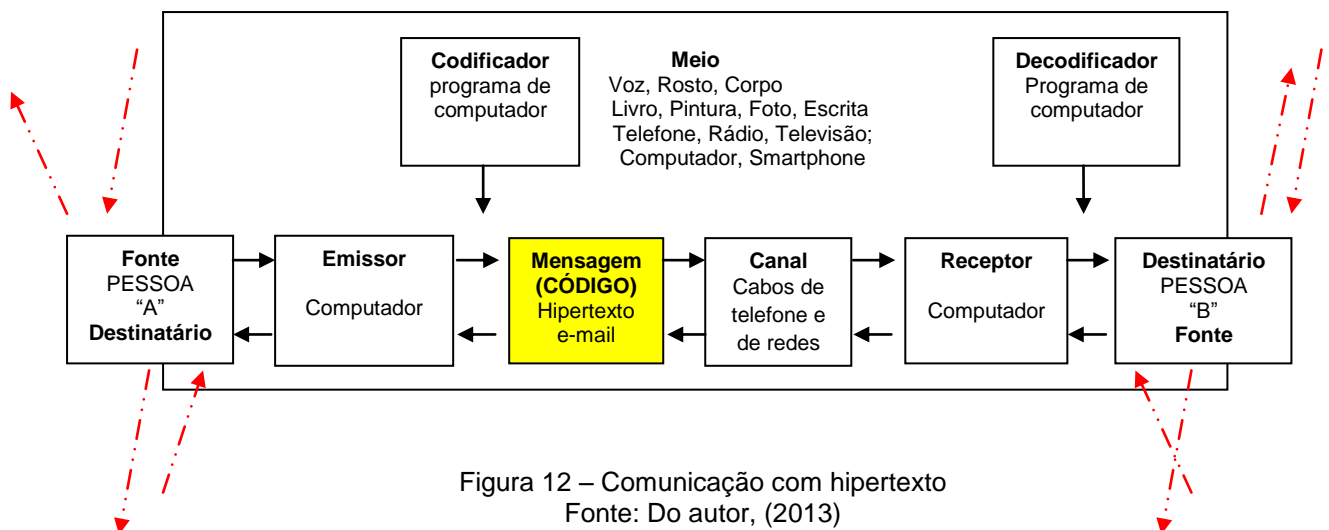 Codificador
programa de
computador
Meio
Voz, Rosto, Corpo
Livro, Pintura, Foto, Escrita
Telefone, Rádio, Televisão;
Computador, Smartphone
Decodificador
Programa de
computador
Fonte
PESSOA
“A”
Destinatário
Emissor
Computador
Mensagem
(CÓDIGO)
Hipertexto
e-mail
Canal
Cabos de
telefone e
de redes
Receptor
Computador
Destinatário
PESSOA
“B”
Fonte
Figura 12 – Comunicação com hipertexto
Fonte: Do autor, (2013)